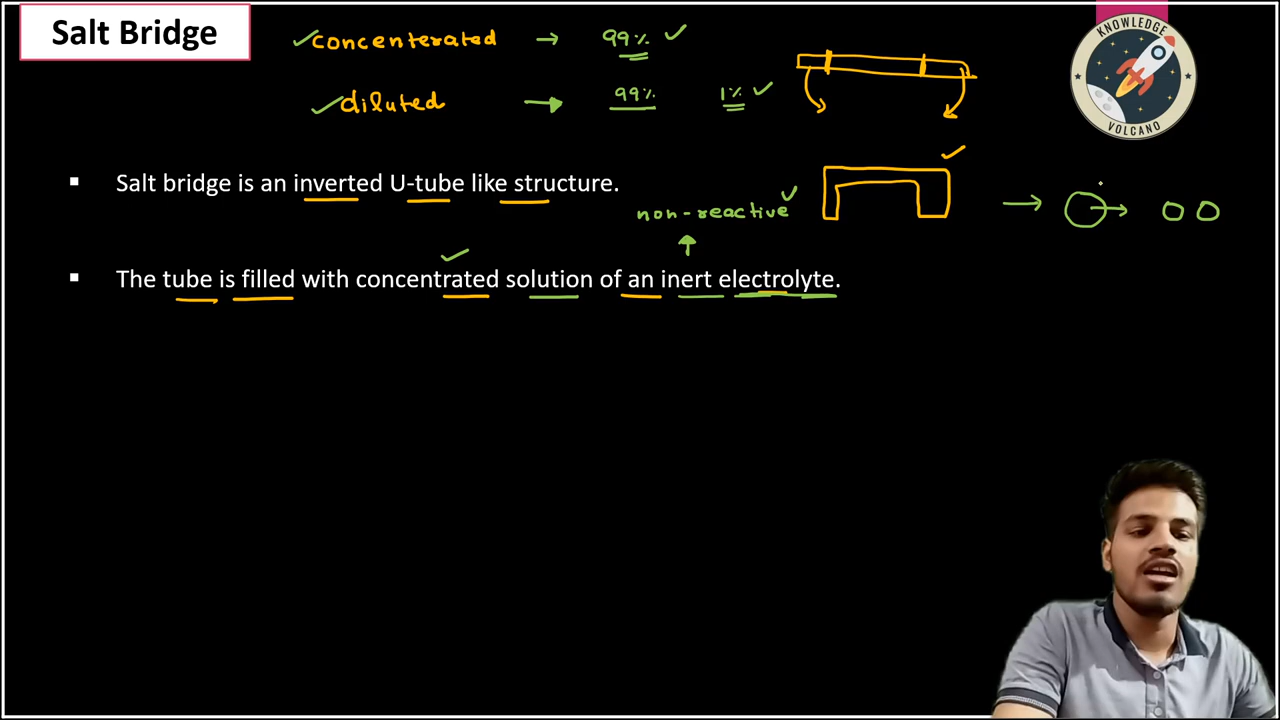 Salt Bridge
concenterated → 99%
diluted → 99% 1%
KNOWLEDGE
VOLCANO
▪ Salt bridge is an inverted U-tube like structure.
non-reactive
▪ The tube is filled with concentrated solution of an inert electrolyte.